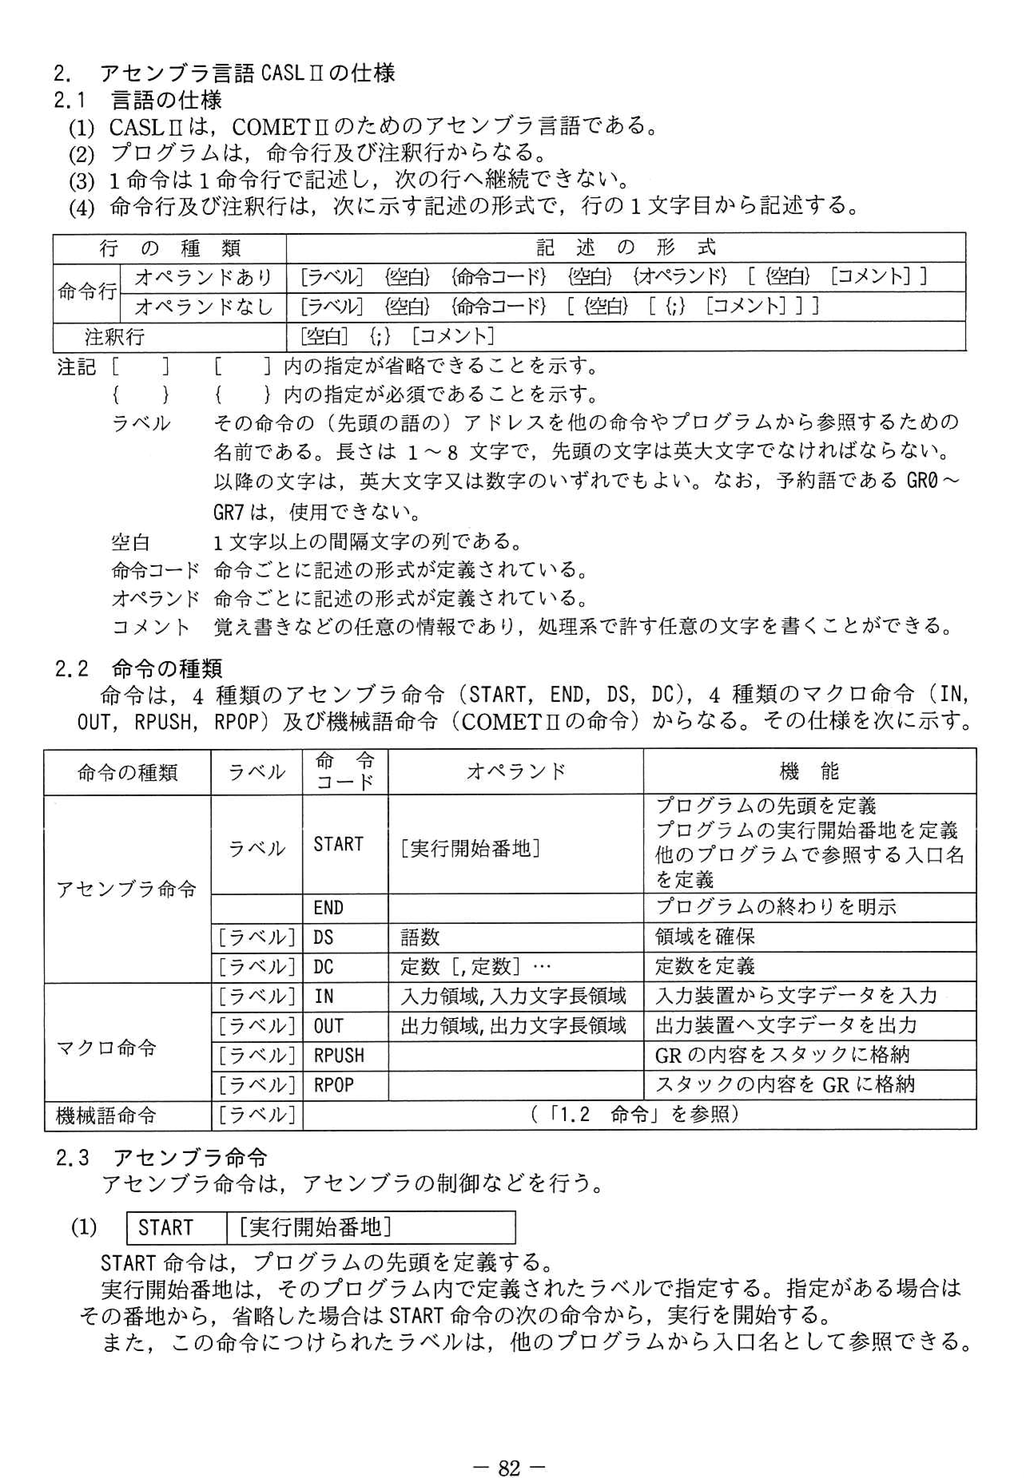 2. アセンブラ言語 CASLⅡの仕様
2.1 言語の仕様
(1) CASLⅡは，COMETⅡのためのアセンブラ言語である。
(2) プログラムは，命令行及び注釈行からなる。
(3) 1 命令は 1 命令行で記述し，次の行へ継続できない。
(4) 命令行及び注釈行は，次に示す記述の形式で，行の 1 文字目から記述する。
行の種類 記述の形式
命令行 オペランドあり [ラベル] {空白} {命令コード} {空白} {オペランド} [ {空白} [コメント] ]
オペランドなし [ラベル] {空白} {命令コード} [ {空白} [ {;} [コメント] ] ]
注釈行 [空白] {;} [コメント]
注記 [ ] [ ] 内の指定が省略できることを示す。
{ } { } 内の指定が必須であることを示す。
ラベル その命令の（先頭の語の）アドレスを他の命令やプログラムから参照するための
名前である。長さは 1～8 文字で，先頭の文字は英大文字でなければならない。
以降の文字は，英大文字又は数字のいずれでもよい。なお，予約語である GR0～
GR7 は，使用できない。
空白 1 文字以上の間隔文字の列である。
命令コード 命令ごとに記述の形式が定義されている。
オペランド 命令ごとに記述の形式が定義されている。
コメント 覚え書きなどの任意の情報であり，処理系で許す任意の文字を書くことができる。
2.2 命令の種類
命令は，4 種類のアセンブラ命令（START，END，DS，DC），4 種類のマクロ命令（IN，
OUT，RPUSH，RPOP）及び機械語命令（COMETⅡの命令）からなる。その仕様を次に示す。
命令の種類 ラベル 命令コード オペランド 機能
アセンブラ命令 ラベル START [実行開始番地] プログラムの先頭を定義
プログラムの実行開始番地を定義
他のプログラムで参照する入口名
を定義
END プログラムの終わりを明示
[ラベル] DS 語数 領域を確保
[ラベル] DC 定数 [,定数] … 定数を定義
マクロ命令 [ラベル] IN 入力領域,入力文字長領域 入力装置から文字データを入力
[ラベル] OUT 出力領域,出力文字長領域 出力装置へ文字データを出力
[ラベル] RPUSH GR の内容をスタックに格納
[ラベル] RPOP スタックの内容を GR に格納
機械語命令 [ラベル] （「1.2 命令」を参照）
2.3 アセンブラ命令
アセンブラ命令は，アセンブラの制御などを行う。
(1) START [実行開始番地]
START 命令は，プログラムの先頭を定義する。
実行開始番地は，そのプログラム内で定義されたラベルで指定する。指定がある場合は
その番地から，省略した場合は START 命令の次の命令から，実行を開始する。
また，この命令につけられたラベルは，他のプログラムから入口名として参照できる。
－ 82 －